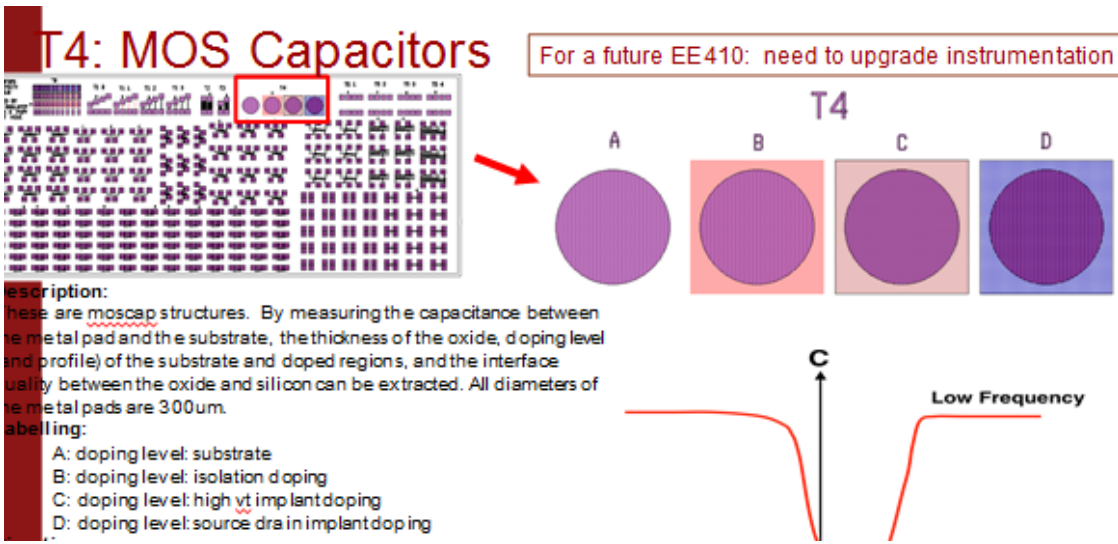 T4: MOS Capacitors
For a future EE410: need to upgrade instrumentation
T4
A B C D
escription:
hese are moscap structures. By measuring the capacitance between
he metal pad and the substrate, the thickness of the oxide, doping level
and profile) of the substrate and doped regions, and the interface
uality between the oxide and silicon can be extracted. All diameters of
he metal pads are 300um.
abelling:
A: doping level: substrate
B: doping level: isolation doping
C: doping level: high vt implant doping
D: doping level: source drain implant doping
C
Low Frequency